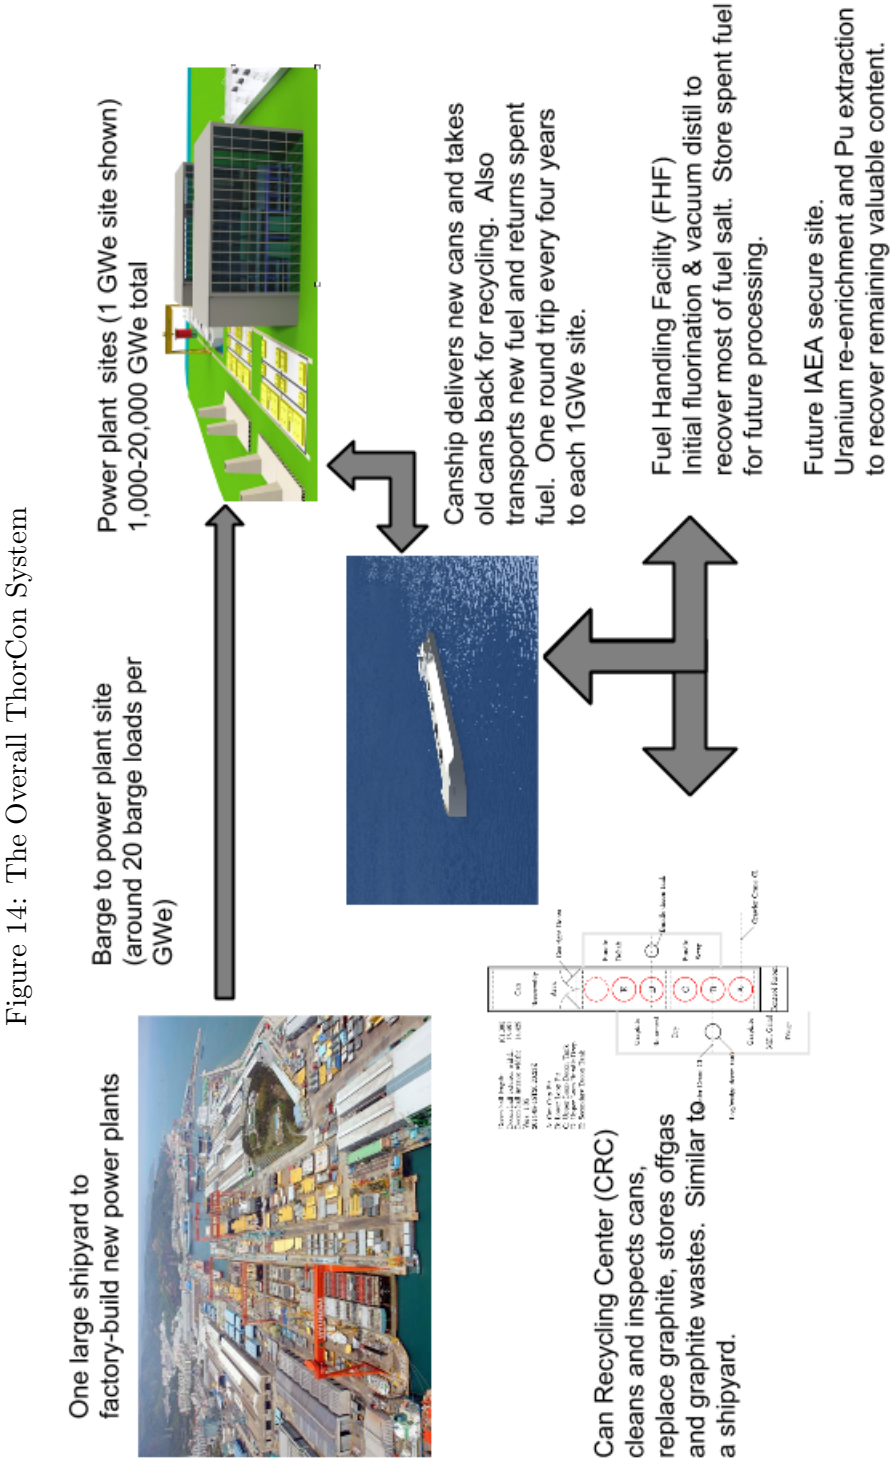 Figure 14: The Overall ThorCon System
One large shipyard to
factory-build new power plants
Barge to power plant site
(around 20 barge loads per
GWe)
Power plant sites (1 GWe site shown)
1,000-20,000 GWe total
HYUNDAI
Canship delivers new cans and takes
old cans back for recycling. Also
transports new fuel and returns spent
fuel. One round trip every four years
to each 1GWe site.
Can Recycling Center (CRC)
cleans and inspects cans,
replace graphite, stores offgas
and graphite wastes. Similar to
a shipyard.
Can
E
D
C
B
A
Fuel Handling Facility (FHF)
Initial fluorination & vacuum distil to
recover most of fuel salt. Store spent fuel
for future processing.
Future IAEA secure site.
Uranium re-enrichment and Pu extraction
to recover remaining valuable content.